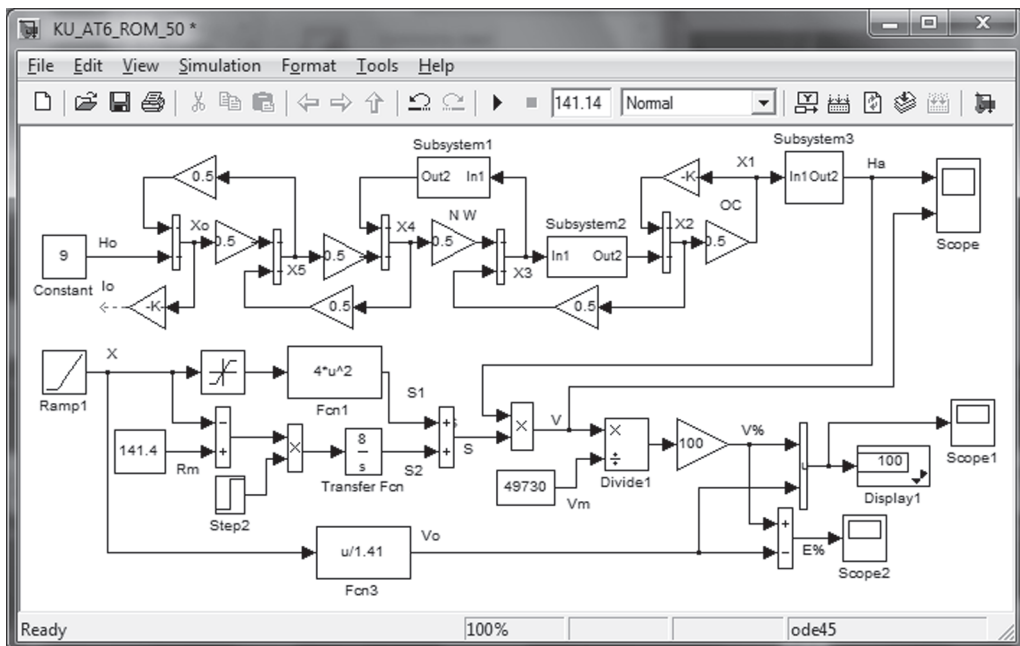 KU_AT6_ROM_50 *
File Edit View Simulation Format Tools Help
141.14 Normal
Subsystem1
Out2 In1
0.5
-K
X1
Subsystem3
In1 Out2
Ha
Scope
9
Constant
Ho
Xo
0.5
X5
0.5
X4
N W
0.5
X3
Subsystem2
In1 Out2
X2
OC
0.5
Io
-K
0.5
0.5
X
Ramp1
4*u^2
Fcn1
S1
141.4
Rm
-
+
×
8
s
Transfer Fcn
S2
+
+
S
×
V
×
÷
Divide1
100
V%
Scope1
Step2
49730
Vm
100
Display1
u/1.41
Fcn3
Vo
+
-
E%
Scope2
Ready 100% ode45